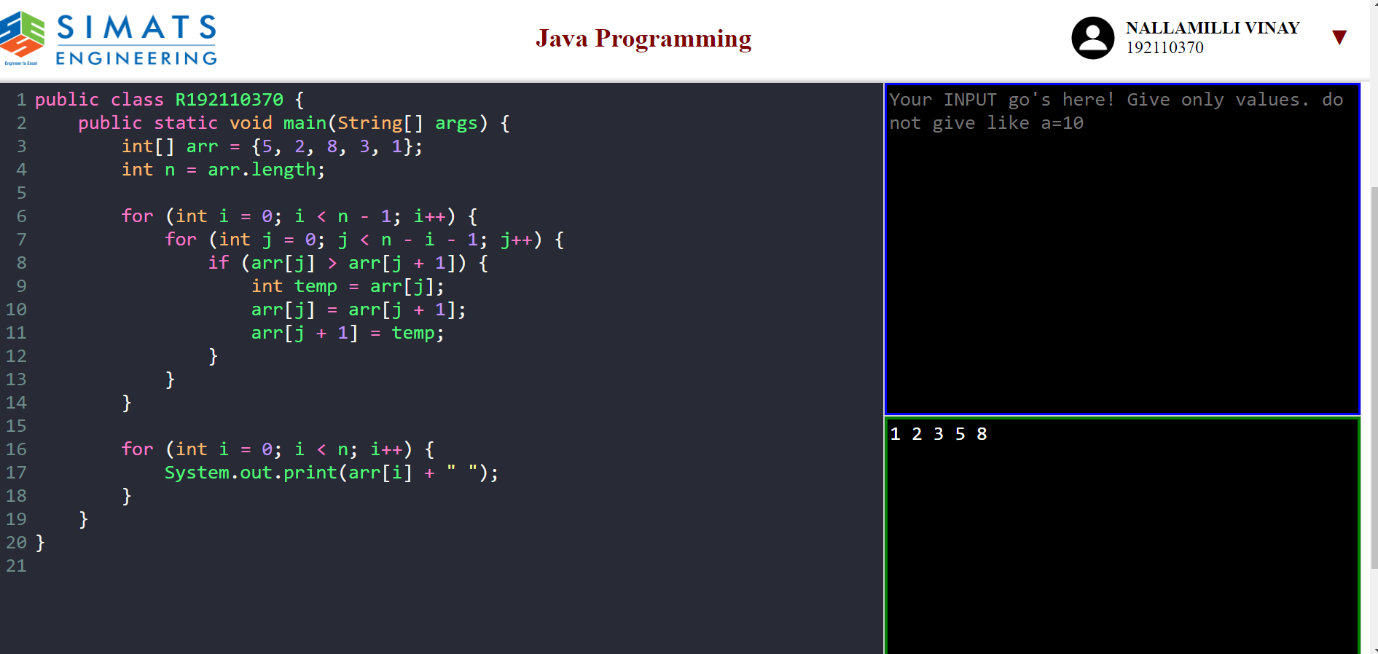 SIMATS
ENGINEERING
Engineer to Excel
Java Programming
NALLAMILLI VINAY
192110370
1 public class R192110370 {
2     public static void main(String[] args) {
3         int[] arr = {5, 2, 8, 3, 1};
4         int n = arr.length;
5
6         for (int i = 0; i < n - 1; i++) {
7             for (int j = 0; j < n - i - 1; j++) {
8                 if (arr[j] > arr[j + 1]) {
9                     int temp = arr[j];
10                     arr[j] = arr[j + 1];
11                     arr[j + 1] = temp;
12                 }
13             }
14         }
15
16         for (int i = 0; i < n; i++) {
17             System.out.print(arr[i] + " ");
18         }
19     }
20 }
21
Your INPUT go's here! Give only values. do
not give like a=10
1 2 3 5 8